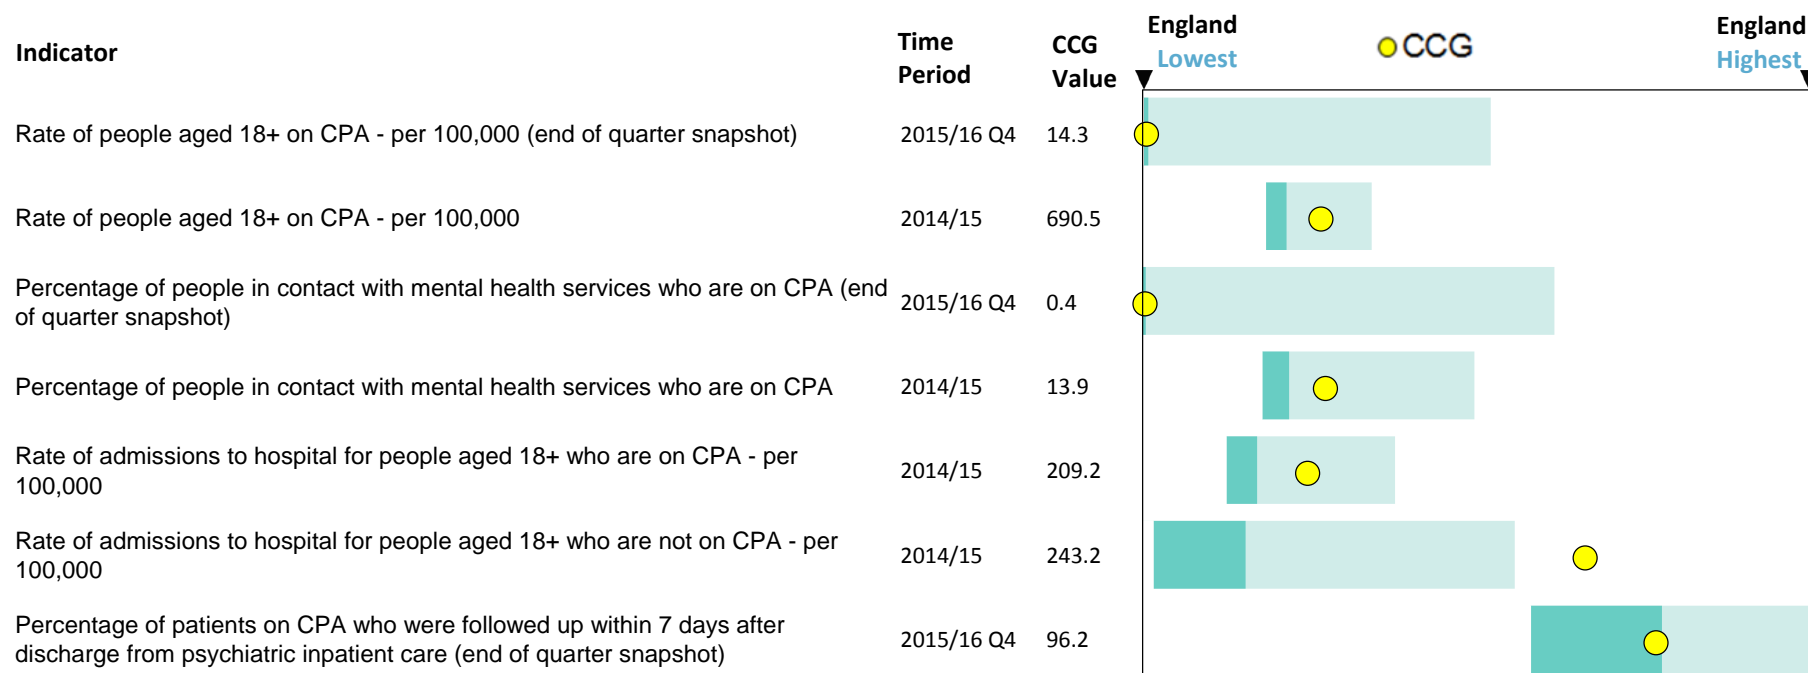 Indicator
Time
Period
CCG
Value
England
Lowest
CCG
England
Highest
Rate of people aged 18+ on CPA - per 100,000 (end of quarter snapshot)
2015/16 Q4
14.3
Rate of people aged 18+ on CPA - per 100,000
2014/15
690.5
Percentage of people in contact with mental health services who are on CPA (end
of quarter snapshot)
2015/16 Q4
0.4
Percentage of people in contact with mental health services who are on CPA
2014/15
13.9
Rate of admissions to hospital for people aged 18+ who are on CPA - per
100,000
2014/15
209.2
Rate of admissions to hospital for people aged 18+ who are not on CPA - per
100,000
2014/15
243.2
Percentage of patients on CPA who were followed up within 7 days after
discharge from psychiatric inpatient care (end of quarter snapshot)
2015/16 Q4
96.2